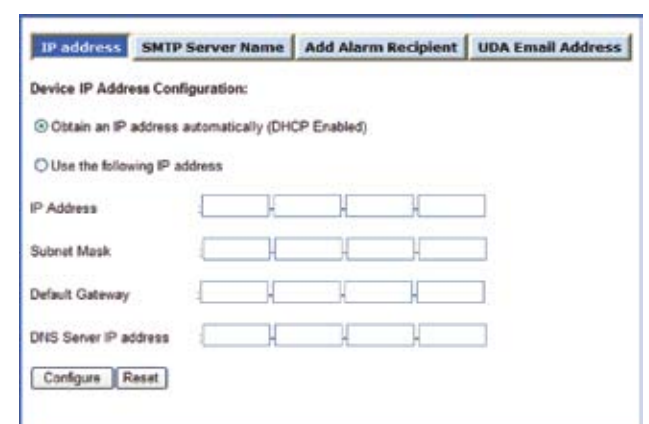 IP address SMTP Server Name Add Alarm Recipient UDA Email Address
Device IP Address Configuration:
Obtain an IP address automatically (DHCP Enabled)
Use the following IP address
IP Address :
Subnet Mask :
Default Gateway :
DNS Server IP address :
Configure Reset